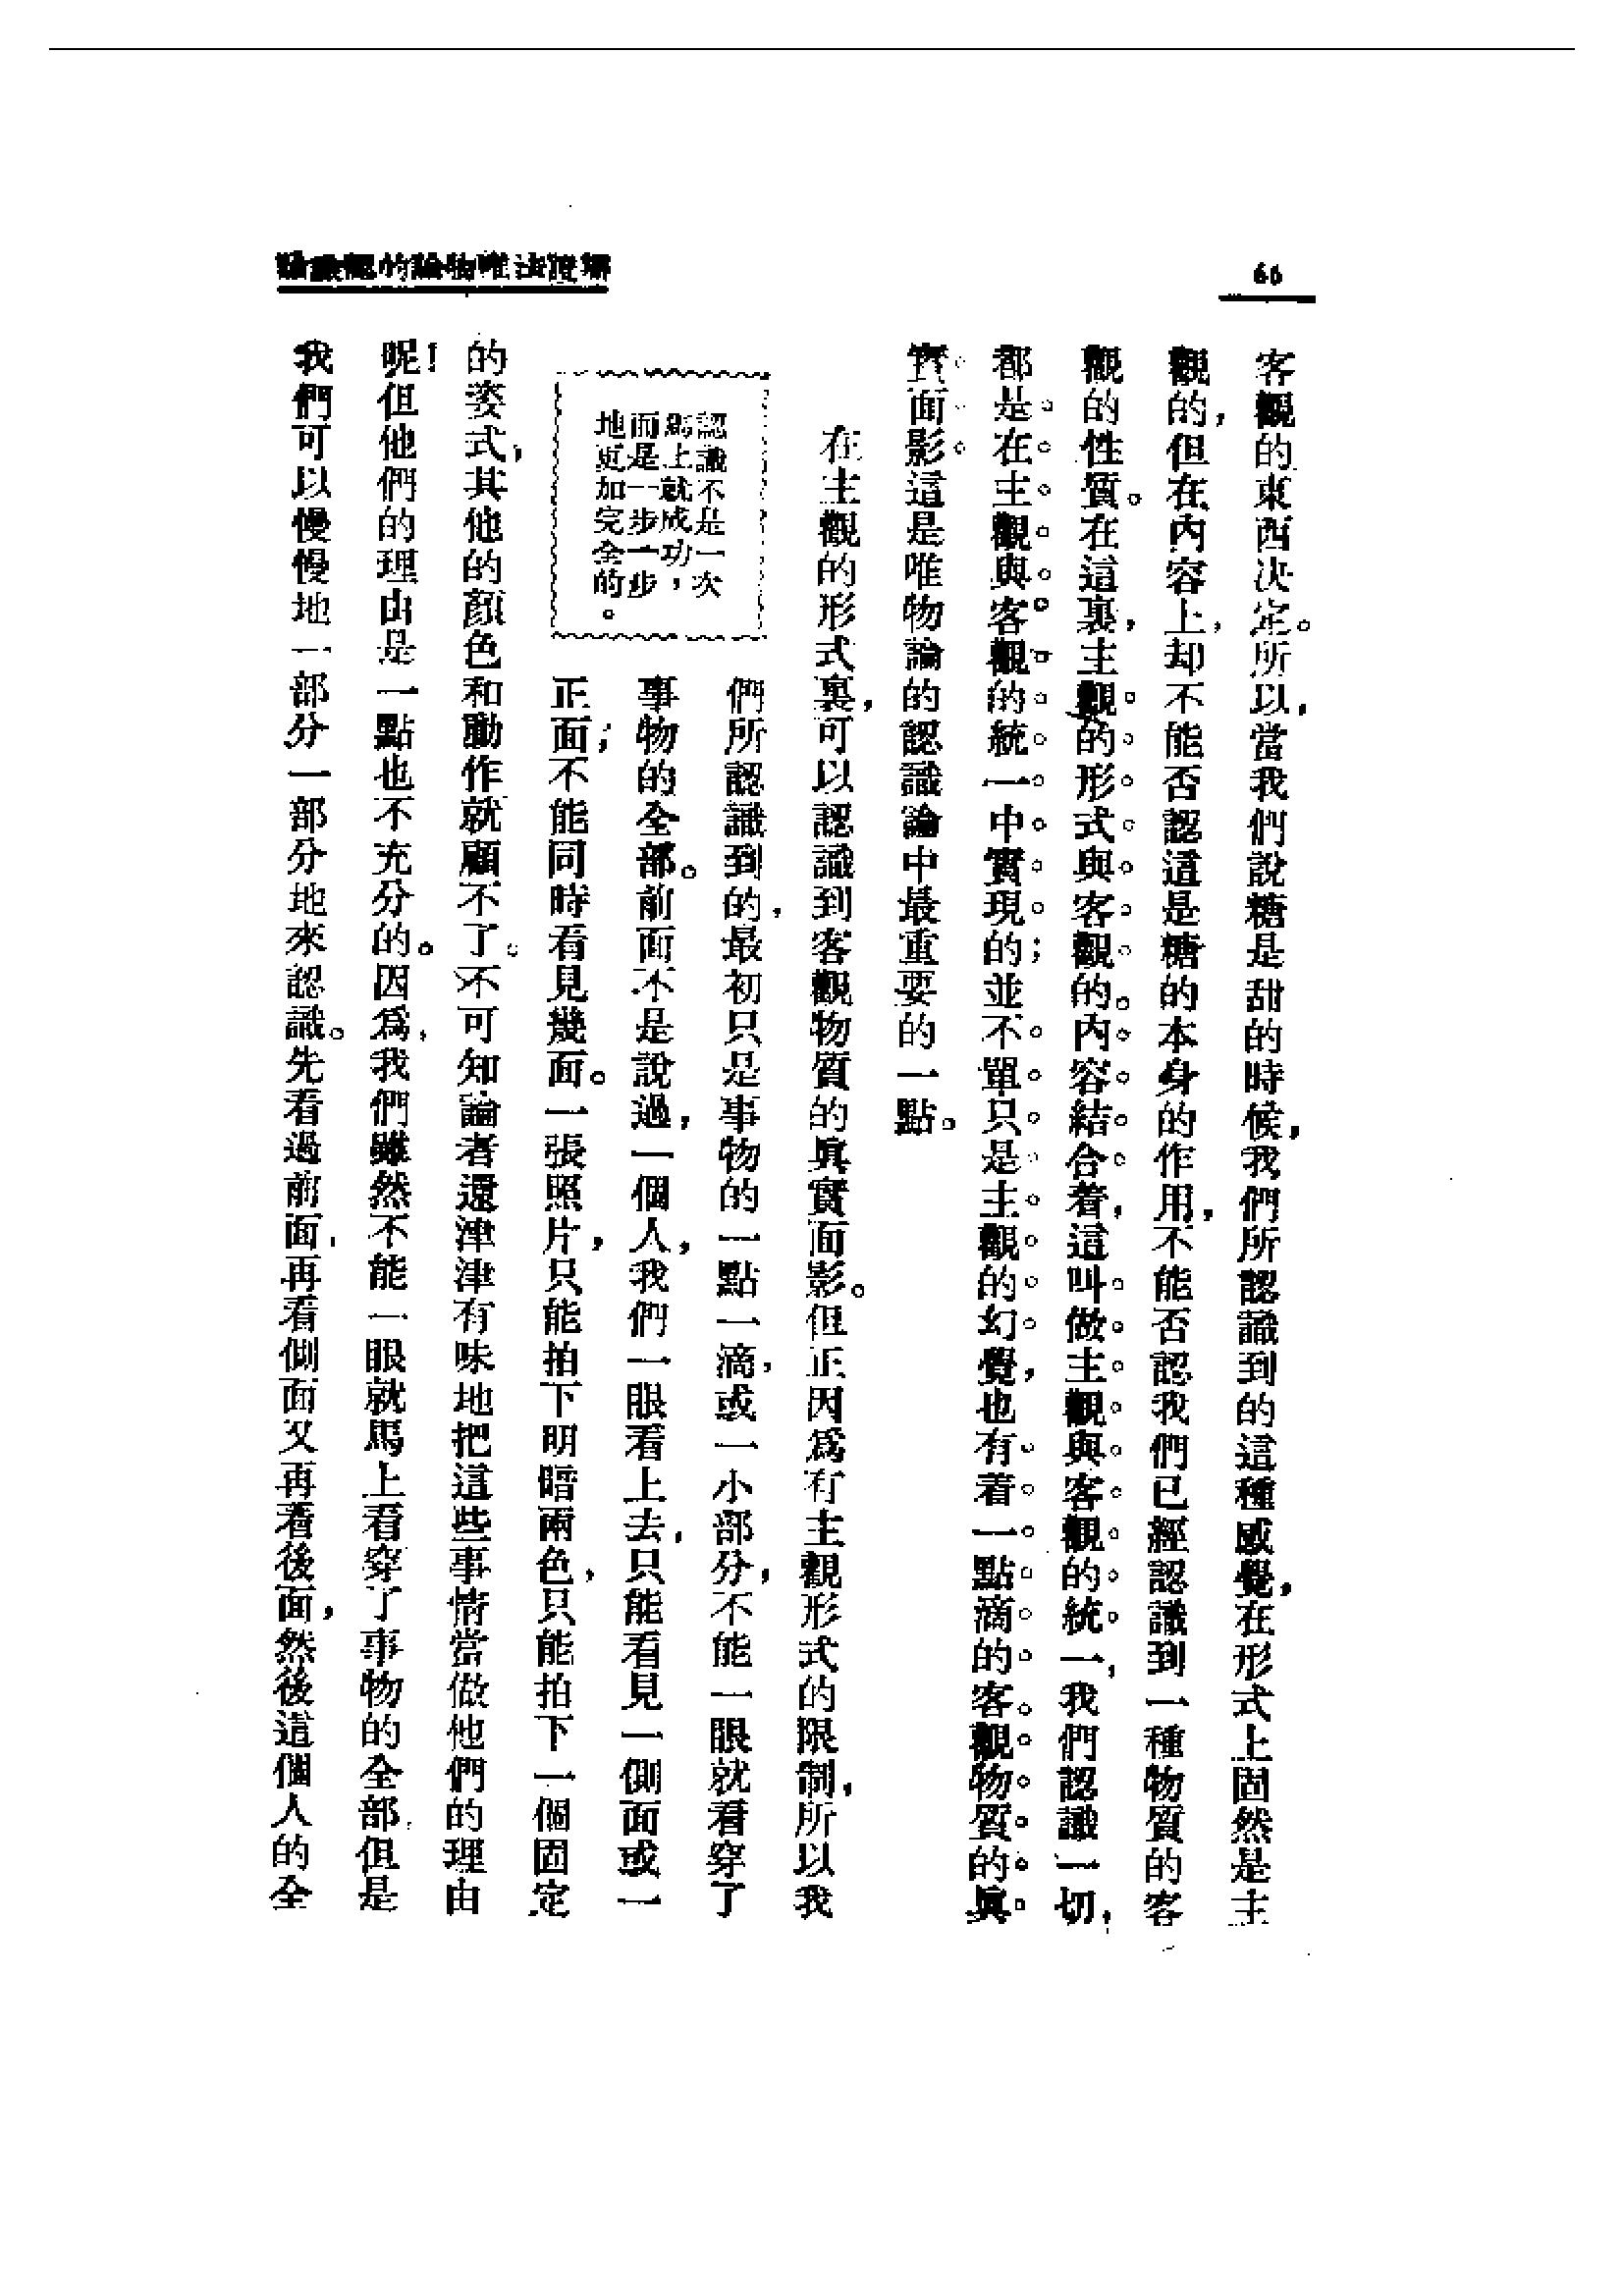 66
辯證法唯物論的認識論
客觀的東西決定。所以，當我們說糖是甜的時候，我們所認識到的這種感覺，在形式上固然是主
觀的，但在內容上，却不能否認這是糖的本身的作用，不能否認我們已經認識到一種物質的客
觀的性質。在這裏，主觀的形式與客觀的內容結合着，這叫做主觀與客觀的統一，我們認識一切，
都是在主觀與客觀的統一中實現的；並不單只是主觀的幻覺，也有着一點滴的客觀物質的眞
實面影。這是唯物論的認識論中最重要的一點。
在主觀的形式裏，可以認識到客觀物質的眞實面影。但正因爲有主觀形式的限制，所以我
認識不是一次
馬上就成功，
而是一步一步
地更加完全的。
們所認識到的，最初只是事物的一點一滴，或一小部分，不能一眼就看穿了
事物的全部。前面不是說過，一個人，我們一眼看上去，只能看見一側面或一
正面，不能同時看見幾面。一張照片，只能拍下明暗兩色，只能拍下一個固定
的姿式，其他的顏色和動作就顧不了。不可知論者還津津有味地把這些事情當做他們的理由
呢！但他們的理由是一點也不充分的。因爲，我們雖然不能一眼就馬上看穿了事物的全部，但是
我們可以慢慢地一部分一部分地來認識。先看過前面，再看側面又再看後面，然後這個人的全